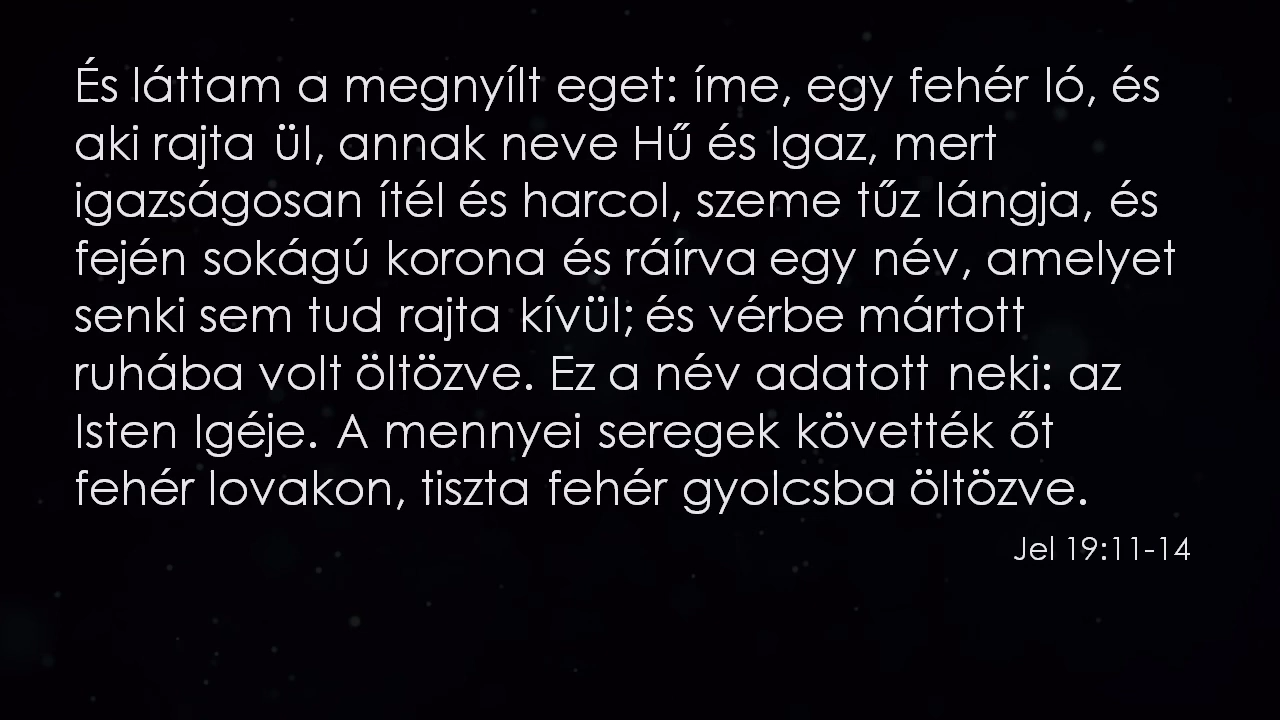 És láttam a megnyílt eget: íme, egy fehér ló, és
aki rajta ül, annak neve Hű és Igaz, mert
igazságosan ítél és harcol, szeme tűz lángja, és
fején sokágú korona és ráírva egy név, amelyet
senki sem tud rajta kívül; és vérbe mártott
ruhába volt öltözve. Ez a név adatott neki: az
Isten Igéje. A mennyei seregek követték őt
fehér lovakon, tiszta fehér gyolcsba öltözve.
Jel 19:11-14